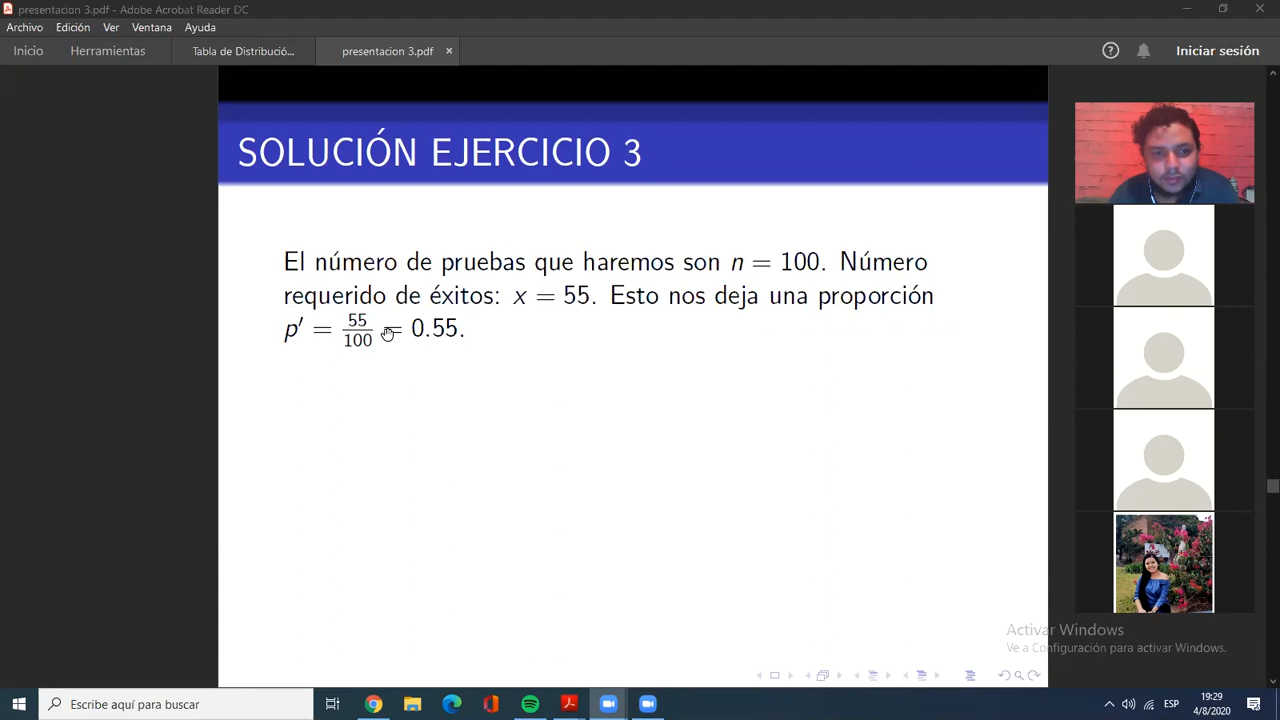 presentacion 3.pdf - Adobe Acrobat Reader DC
Archivo Edición Ver Ventana Ayuda
Inicio Herramientas Tabla de Distribució... presentacion 3.pdf × Iniciar sesión
SOLUCIÓN EJERCICIO 3
El número de pruebas que haremos son n = 100. Número
requerido de éxitos: x = 55. Esto nos deja una proporción
p′ = 55/100 = 0.55.
Activar Windows
Ve a Configuración para activar Windows.
Escribe aquí para buscar
ESP
19:29
4/8/2020